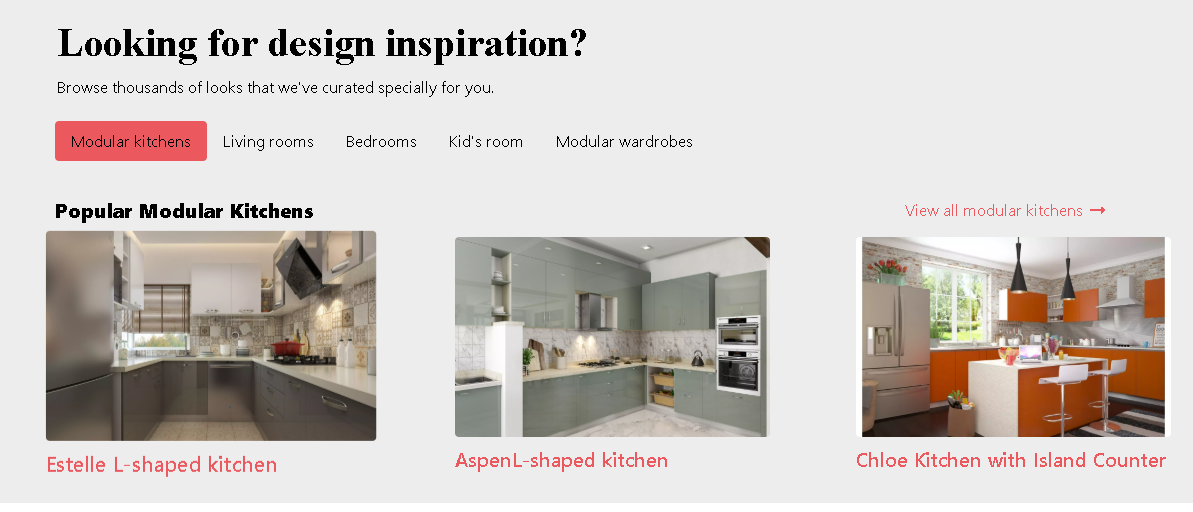 Looking for design inspiration?
Browse thousands of looks that we've curated specially for you.
Modular kitchens Living rooms Bedrooms Kid's room Modular wardrobes
Popular Modular Kitchens View all modular kitchens →
Estelle L-shaped kitchen AspenL-shaped kitchen Chloe Kitchen with Island Counter